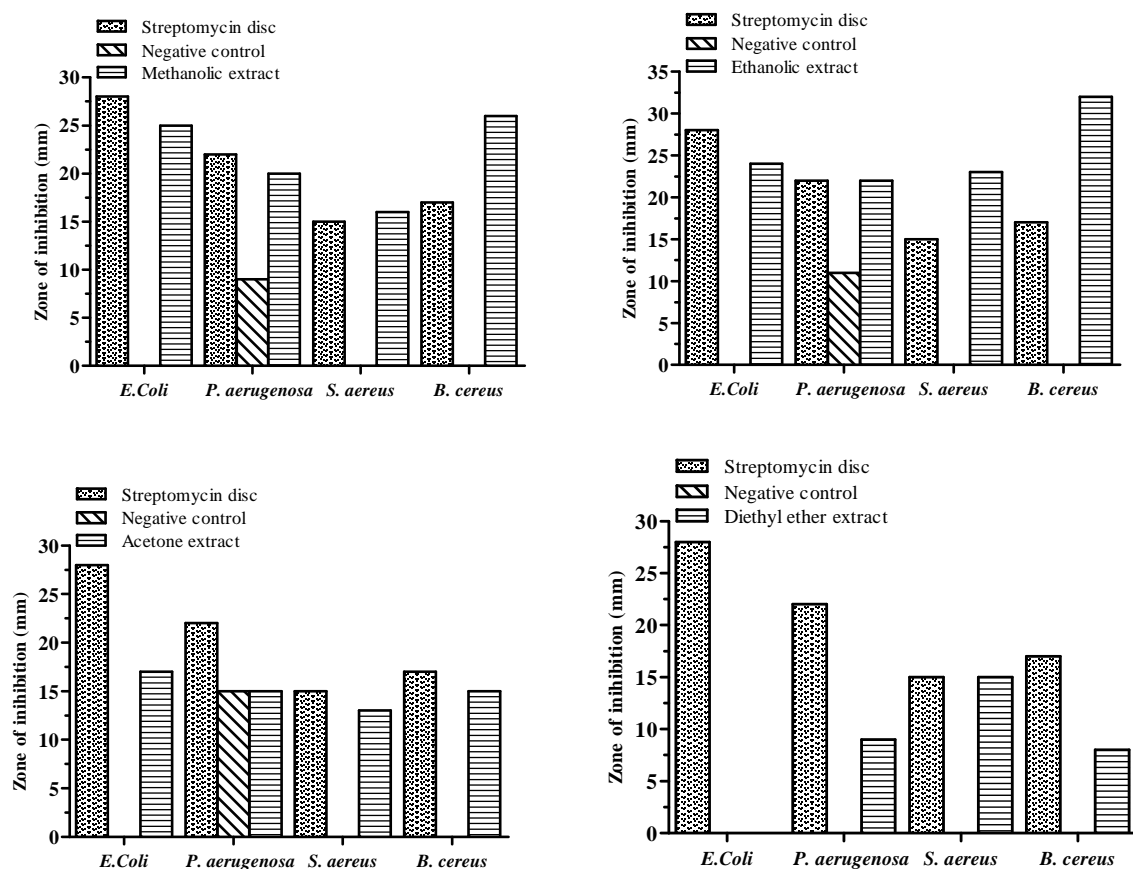 Streptomycin disc
Negative control
Methanolic extract
Zone of inihibition (mm)
30
25
20
15
10
5
0
E.Coli P. aerugenosa S. aereus B. cereus
Streptomycin disc
Negative control
Ethanolic extract
Zone of inihibition (mm)
35
30
25
20
15
10
5
0
E.Coli P. aerugenosa S. aereus B. cereus
Streptomycin disc
Negative control
Acetone extract
Zone of inihibition (mm)
30
25
20
15
10
5
0
E.Coli P. aerugenosa S. aereus B. cereus
Streptomycin disc
Negative control
Diethyl ether extract
Zone of inihibition (mm)
30
25
20
15
10
5
0
E.Coli P. aerugenosa S. aereus B. cereus